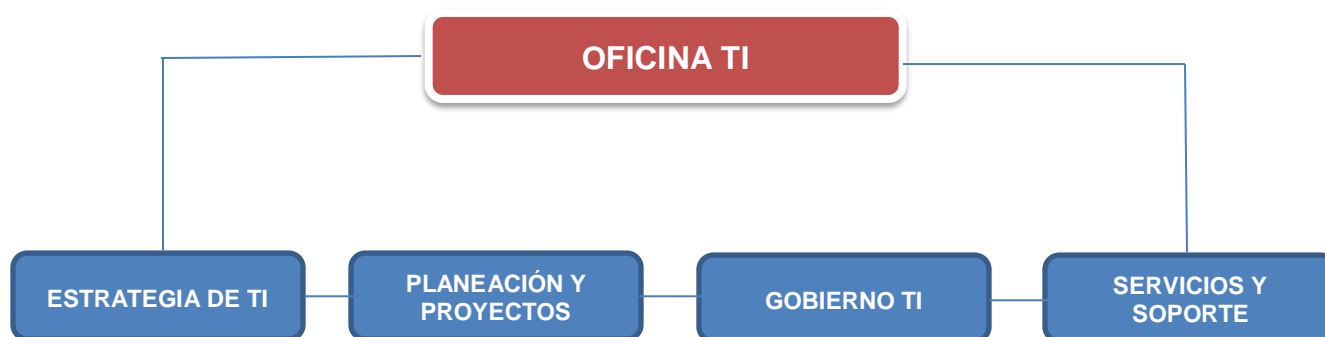 OFICINA TI
ESTRATEGIA DE TI
PLANEACIÓN Y
PROYECTOS
GOBIERNO TI
SERVICIOS Y
SOPORTE